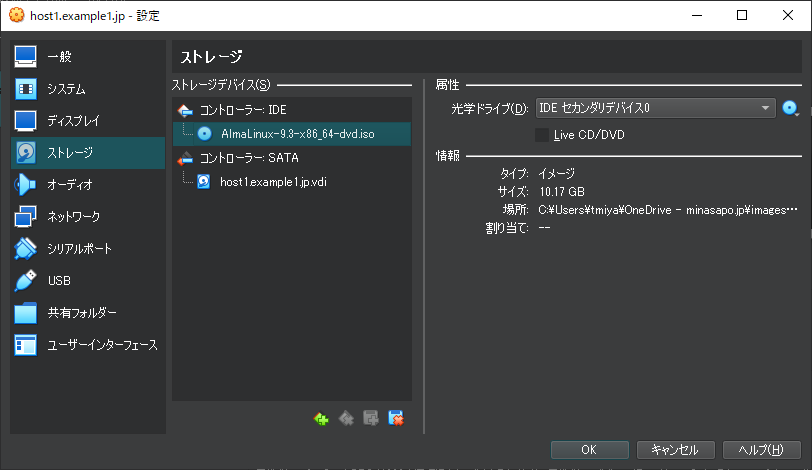 host1.example1.jp - 設定
一般
システム
ディスプレイ
ストレージ
オーディオ
ネットワーク
シリアルポート
USB
共有フォルダー
ユーザーインターフェース
ストレージ
ストレージデバイス(S)
コントローラー: IDE
AlmaLinux-9.3-x86_64-dvd.iso
コントローラー: SATA
host1.example1.jp.vdi
属性
光学ドライブ(D): IDE セカンダリデバイス0
Live CD/DVD
情報
タイプ: イメージ
サイズ: 10.17 GB
場所: C:¥Users¥tmiya¥OneDrive - minasapo.jp¥images…
割り当て: --
OK キャンセル ヘルプ(H)